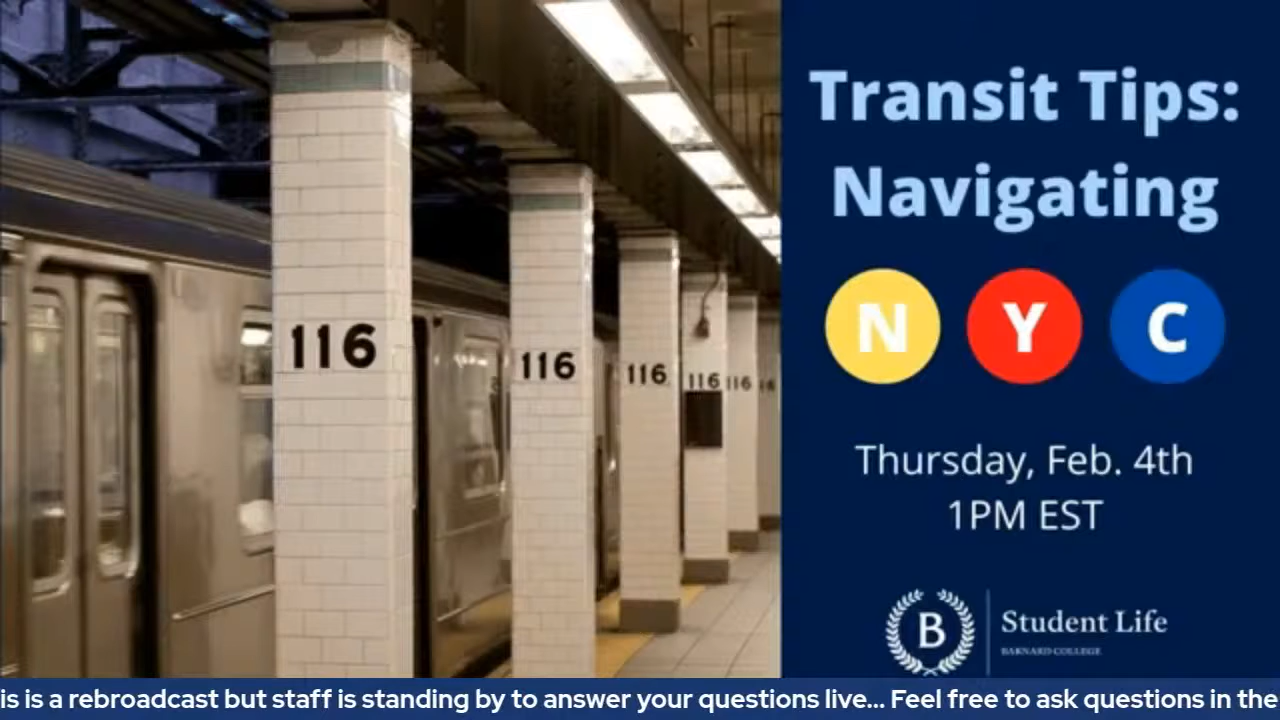 Transit Tips:
Navigating
N Y C
Thursday, Feb. 4th
1PM EST
B
Student Life
BARNARD COLLEGE
116
116
116
116
116
is is a rebroadcast but staff is standing by to answer your questions live... Feel free to ask questions in the